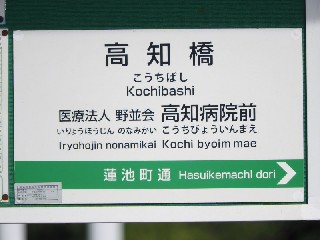 高知橋
こうちばし
Kochibashi
医療法人 野並会 高知病院前
いりょうほうじん のなみかい こうちびょういんまえ
Iryohojin nonamikai Kochi byoim mae
蓮池町通 Hasuikemachi dori